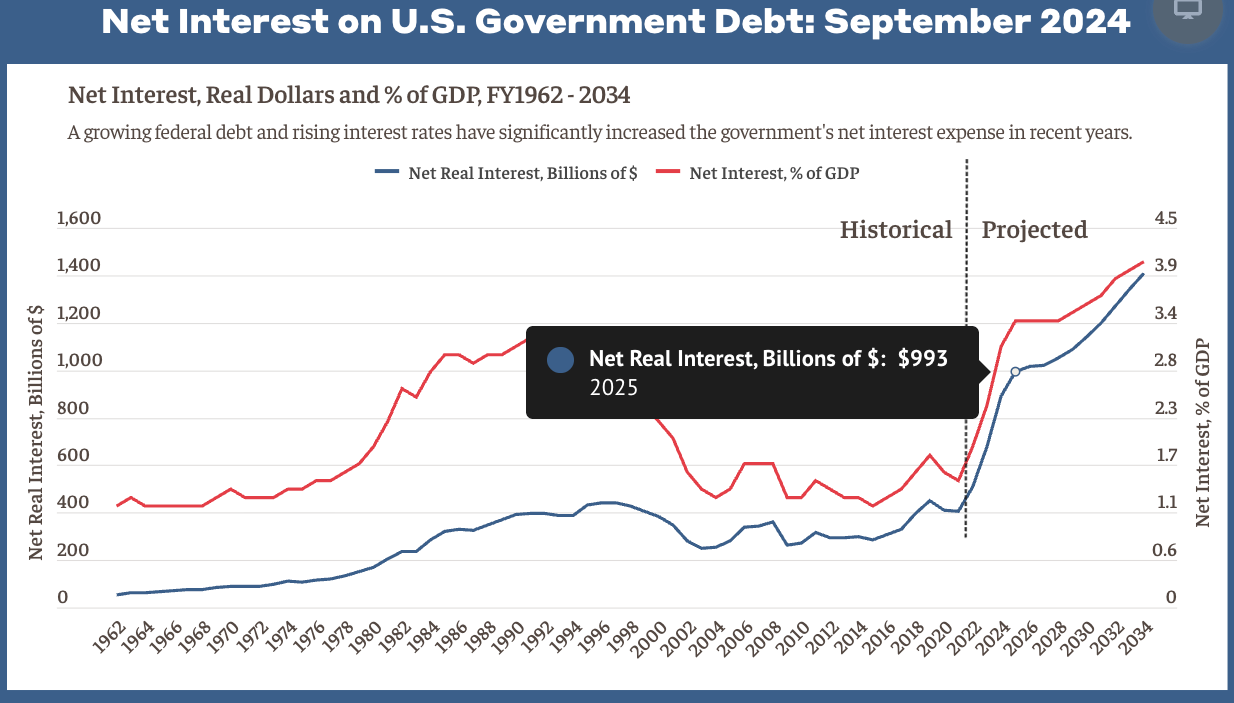 Net Interest on U.S. Government Debt: September 2024
Net Interest, Real Dollars and % of GDP, FY1962 - 2034
A growing federal debt and rising interest rates have significantly increased the government's net interest expense in recent years.
Net Real Interest, Billions of $
Net Interest, % of GDP
Historical
Projected
Net Real Interest, Billions of $
1,600
1,400
1,200
1,000
800
600
400
200
0
Net Real Interest, Billions of $: $993
2025
4.5
3.9
3.4
2.8
2.3
1.7
1.1
0.6
0
Net Interest, % of GDP
1962 1964 1966 1968 1970 1972 1974 1976 1978 1980 1982 1984 1986 1988 1990 1992 1994 1996 1998 2000 2002 2004 2006 2008 2010 2012 2014 2016 2018 2020 2022 2024 2026 2028 2030 2032 2034